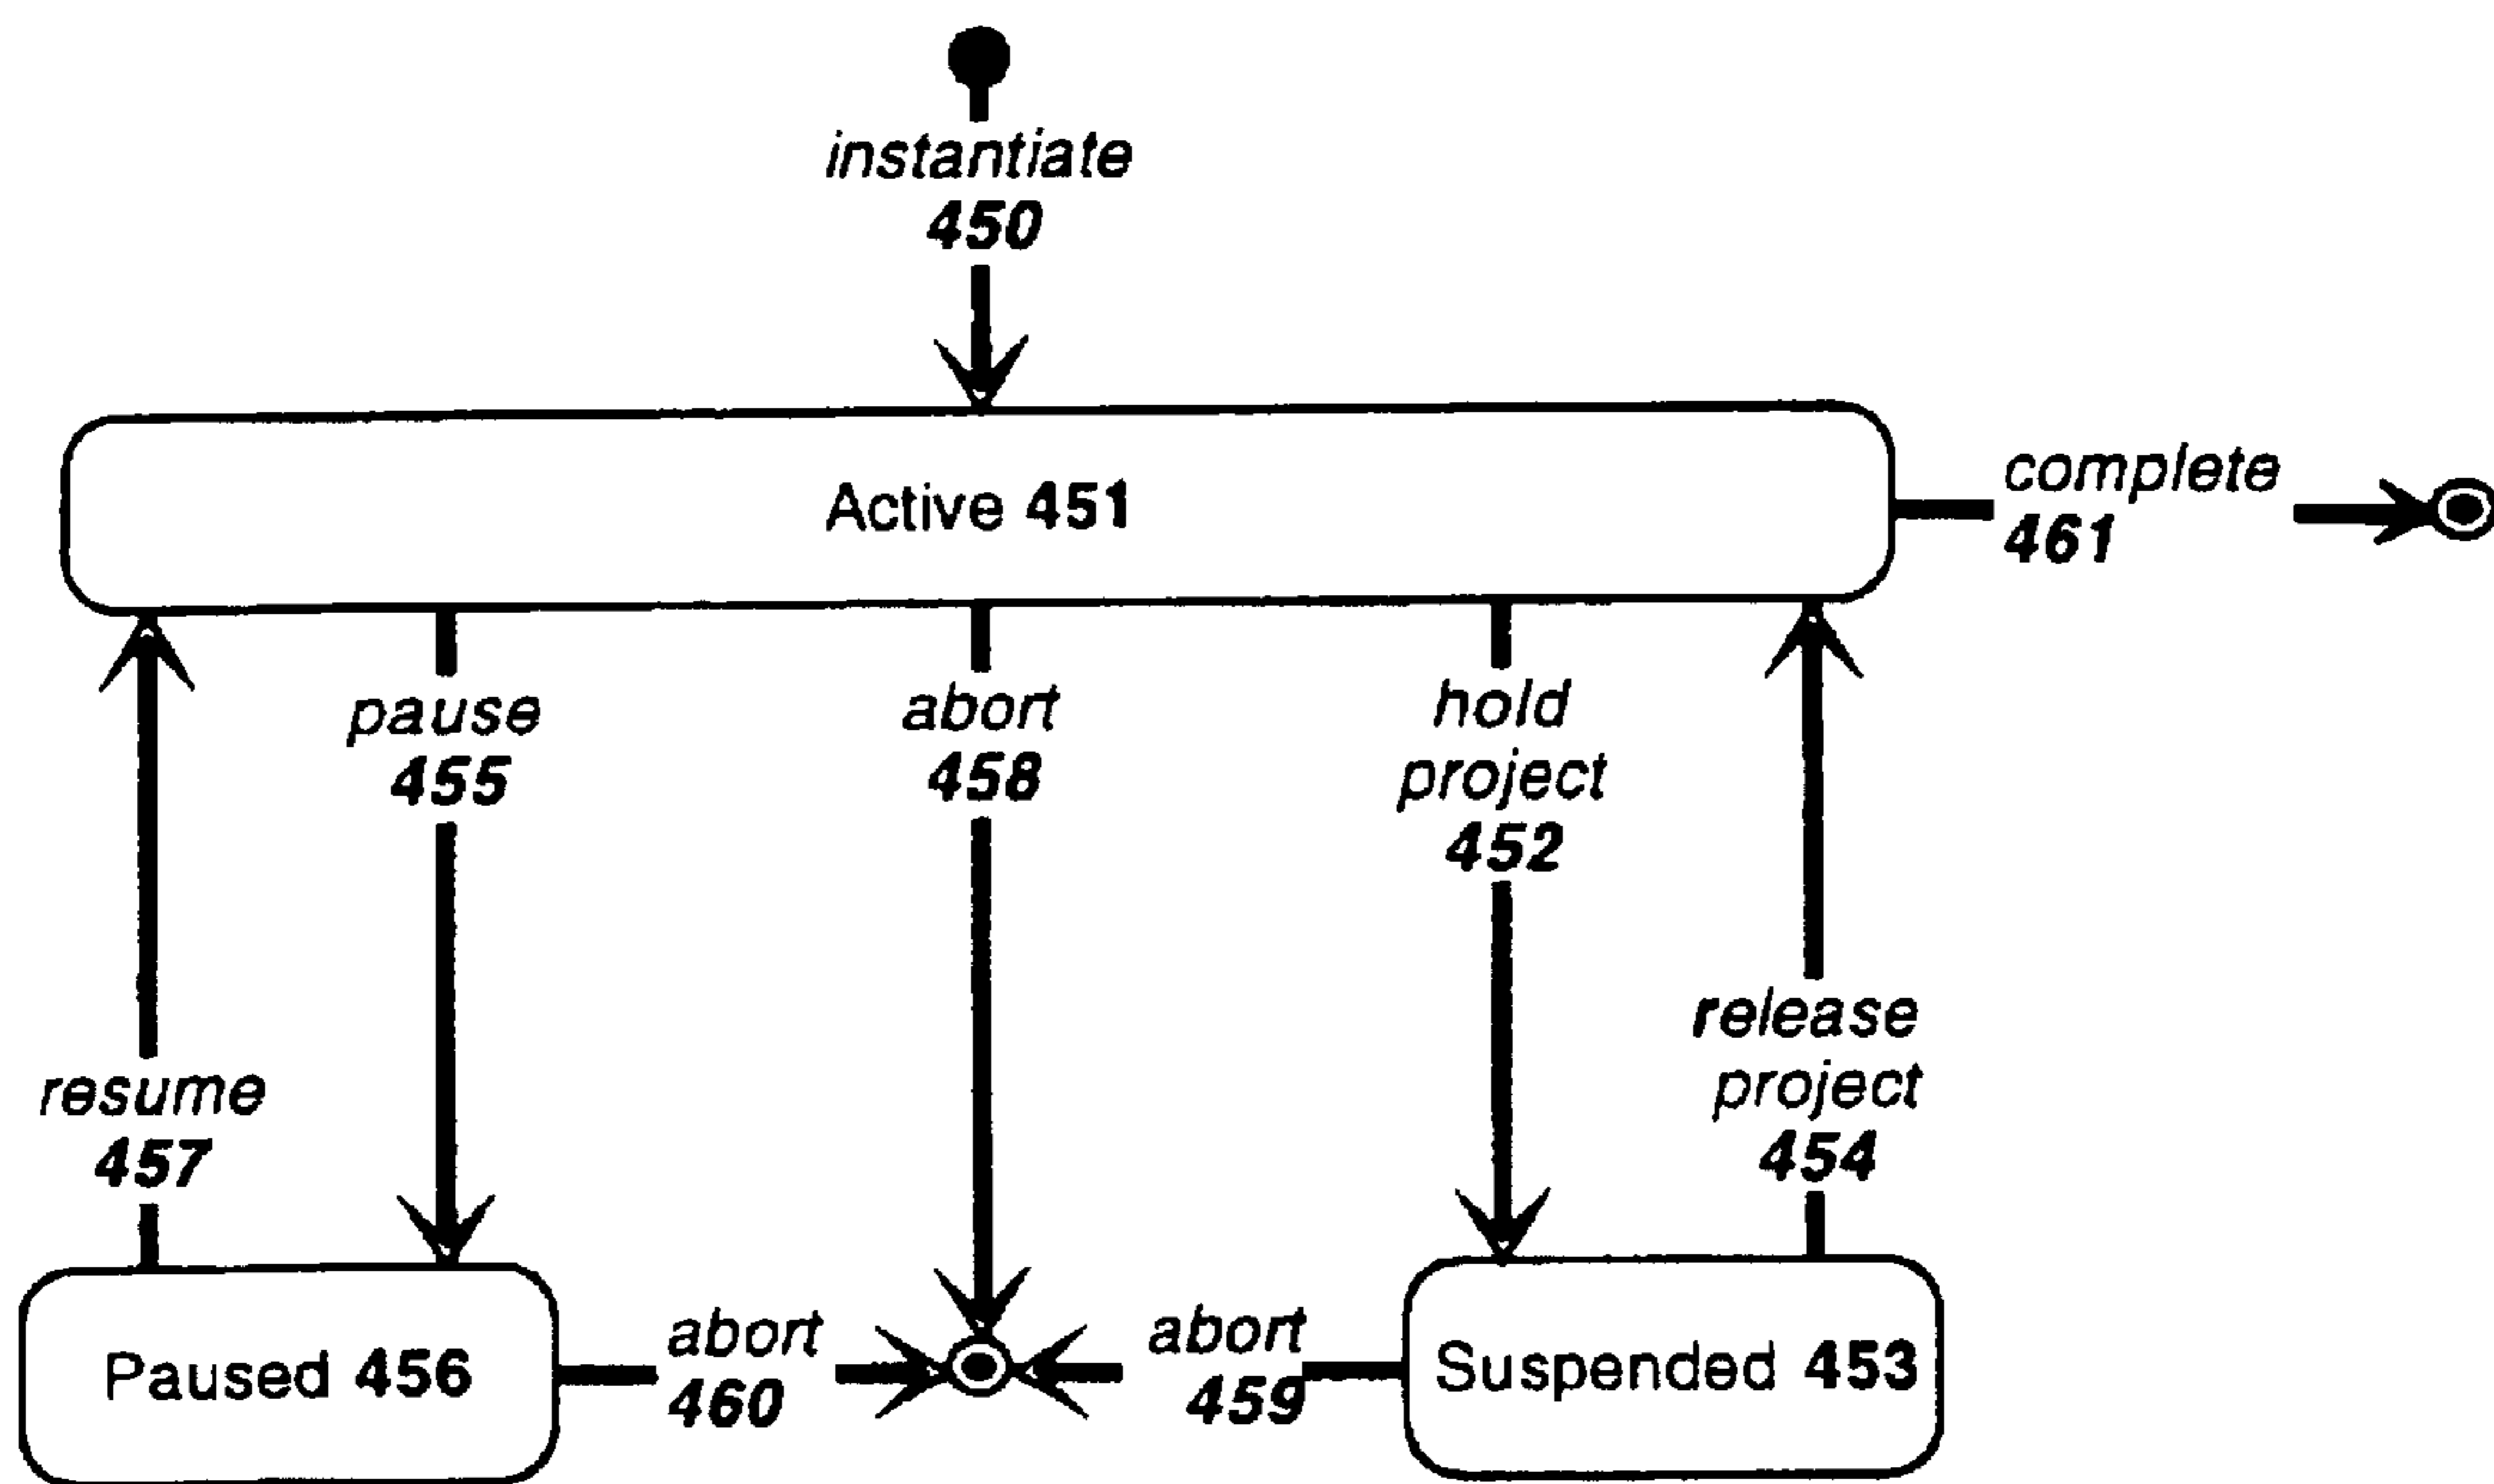 instantiate
450
Active 451
complete
461
pause
455
abort
458
hold
project
452
release
project
454
resume
457
Paused 456
abort
460
abort
459
Suspended 453